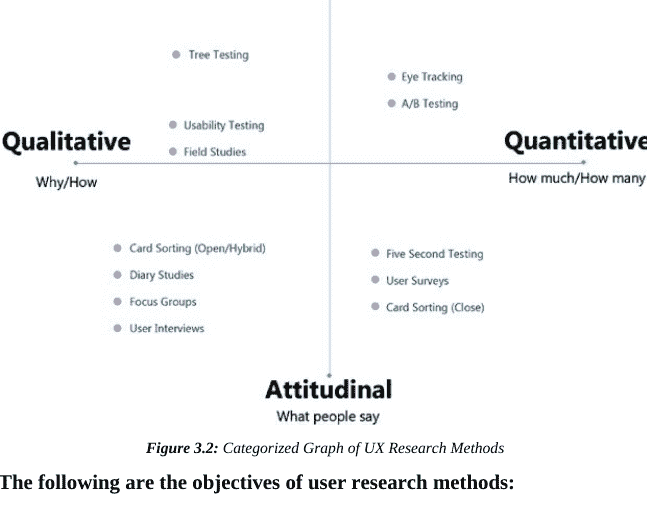 Tree Testing
Eye Tracking
A/B Testing
Usability Testing
Field Studies
Qualitative
Quantitative
Why/How
How much/How many
Card Sorting (Open/Hybrid)
Diary Studies
Focus Groups
User Interviews
Five Second Testing
User Surveys
Card Sorting (Close)
Attitudinal
What people say
Figure 3.2: Categorized Graph of UX Research Methods
The following are the objectives of user research methods: